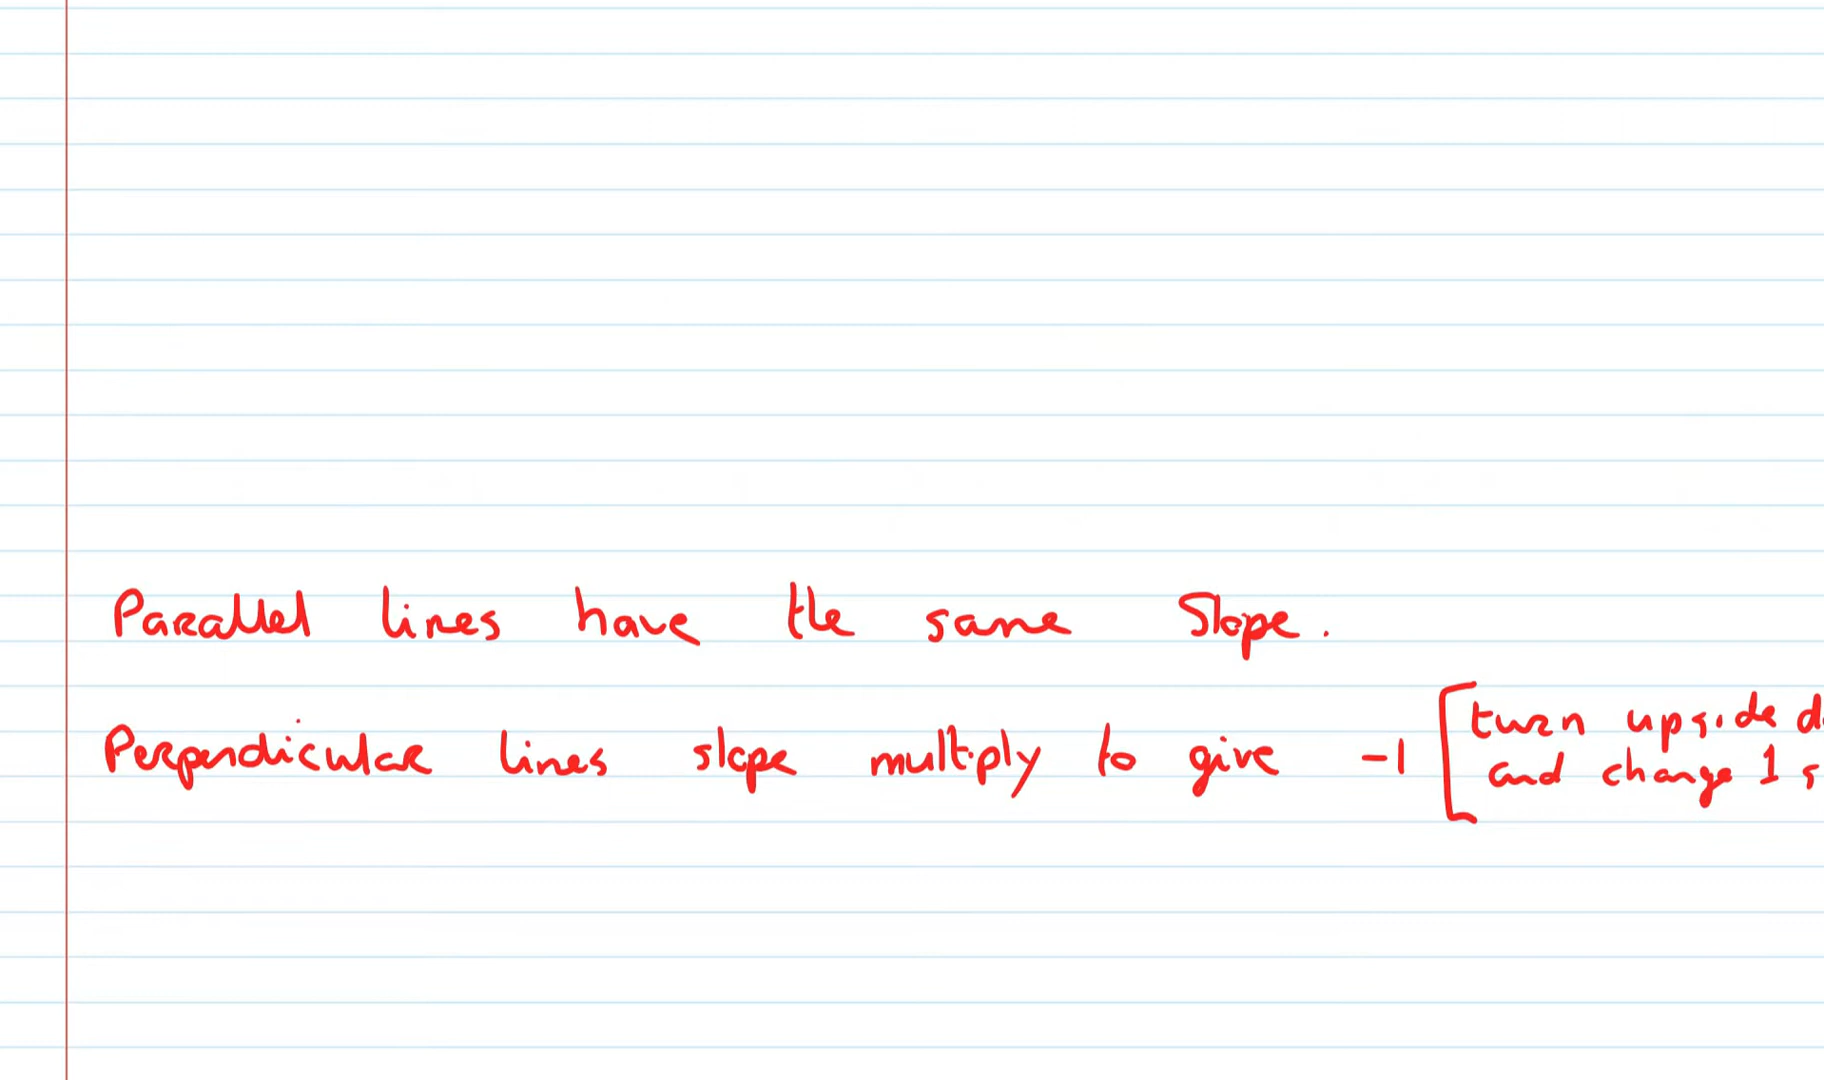 Parallel lines have the same Slope.
Perpendicular lines slope multiply to give -1
turn upside
and change 1